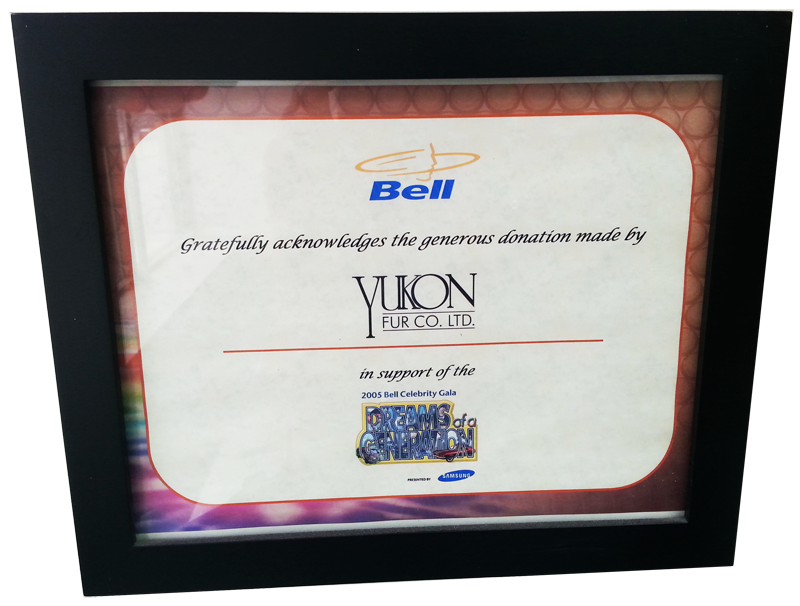 Bell
Gratefully acknowledges the generous donation made by
YUKON
FUR CO. LTD.
in support of the
2005 Bell Celebrity Gala
DREAMS of a
GENERATION
PRESENTED BY SAMSUNG